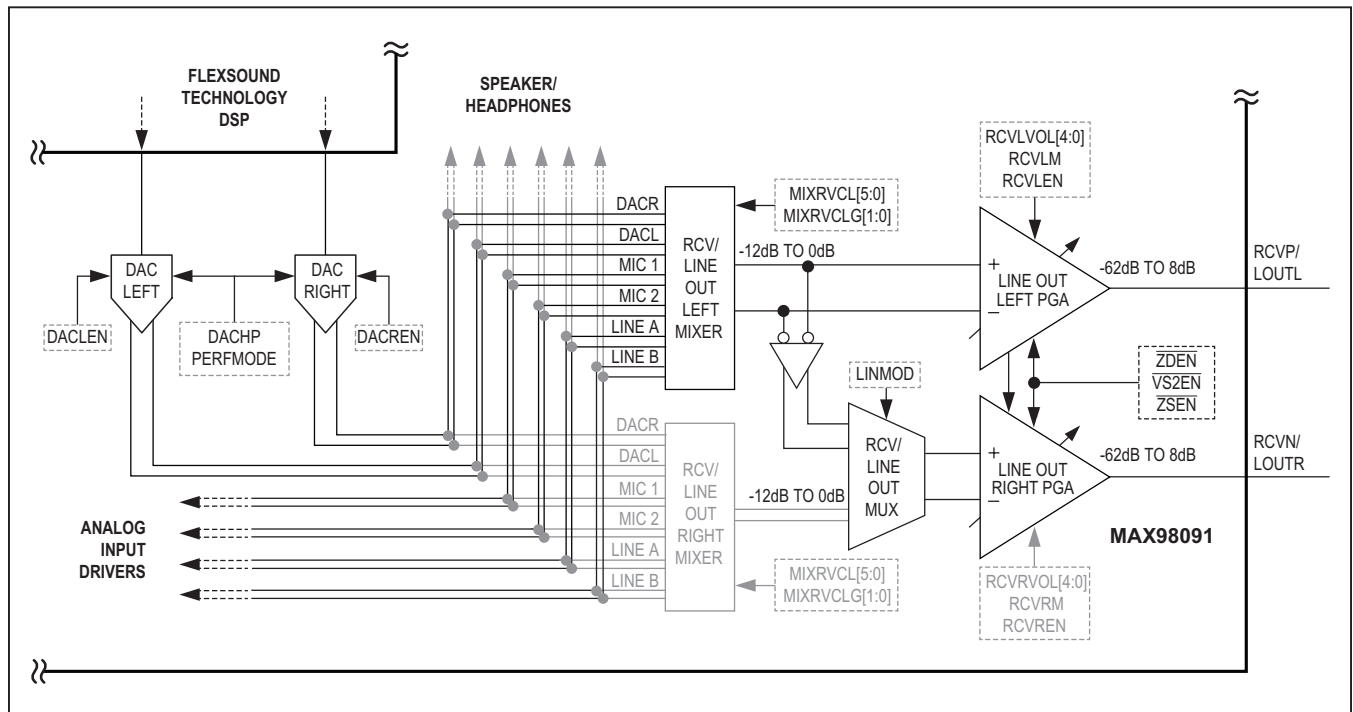 FLEXSOUND
TECHNOLOGY
DSP
SPEAKER/
HEADPHONES
DAC
LEFT
DAC
RIGHT
DACLEN
DACHP
PERFMODE
DACREN
ANALOG
INPUT
DRIVERS
DACR
DACL
MIC 1
MIC 2
LINE A
LINE B
RCV/
LINE
OUT
LEFT
MIXER
MIXRVCL[5:0]
MIXRVCLG[1:0]
-12dB TO 0dB
DACR
DACL
MIC 1
MIC 2
LINE A
LINE B
RCV/
LINE
OUT
RIGHT
MIXER
-12dB TO 0dB
MIXRVCL[5:0]
MIXRVCLG[1:0]
LINMOD
RCV/
LINE
OUT
MUX
RCVLVOL[4:0]
RCVLM
RCVLEN
+
LINE OUT
LEFT PGA
−
-62dB TO 8dB
RCVP/
LOUTL
ZDEN
VS2EN
ZSEN
+
LINE OUT
RIGHT PGA
−
-62dB TO 8dB
RCVN/
LOUTR
MAX98091
RCVRVOL[4:0]
RCVRM
RCVREN